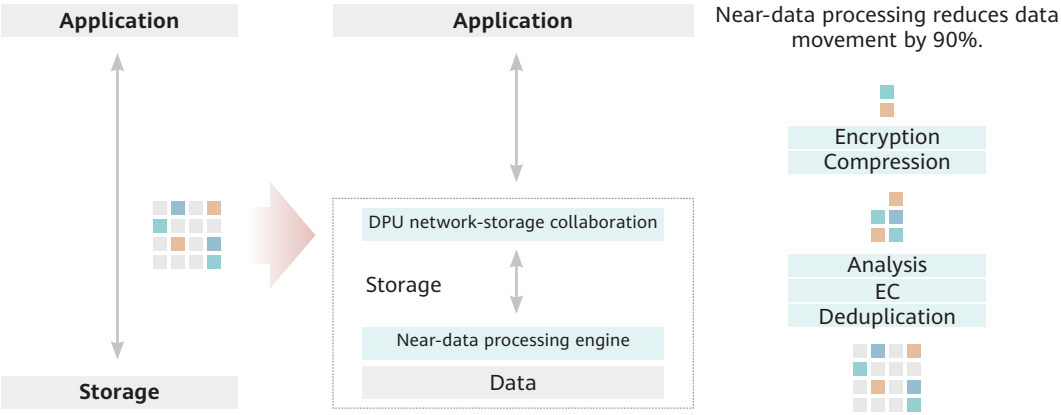 Application
Storage
Application
DPU network-storage collaboration
Storage
Near-data processing engine
Data
Near-data processing reduces data
movement by 90%.
Encryption
Compression
Analysis
EC
Deduplication